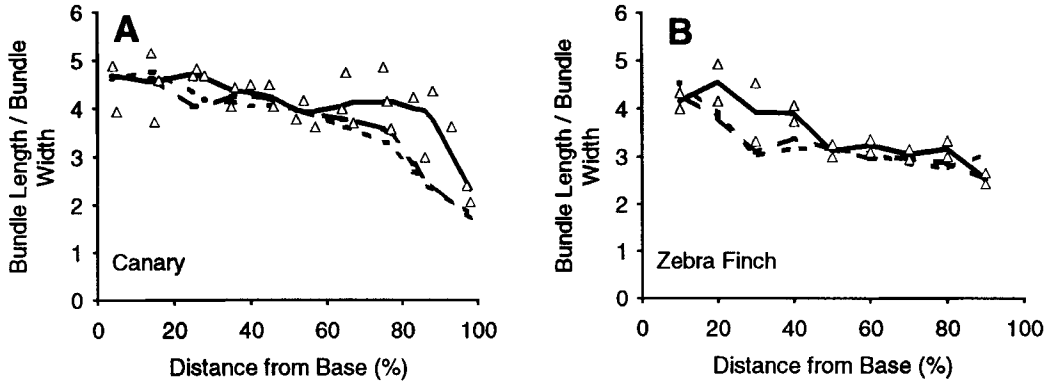 A
6
5
4
3
2
1
0
Bundle Length / Bundle
Width
Canary
0 20 40 60 80 100
Distance from Base (%)
B
6
5
4
3
2
1
0
Bundle Length / Bundle
Width
Zebra Finch
0 20 40 60 80 100
Distance from Base (%)